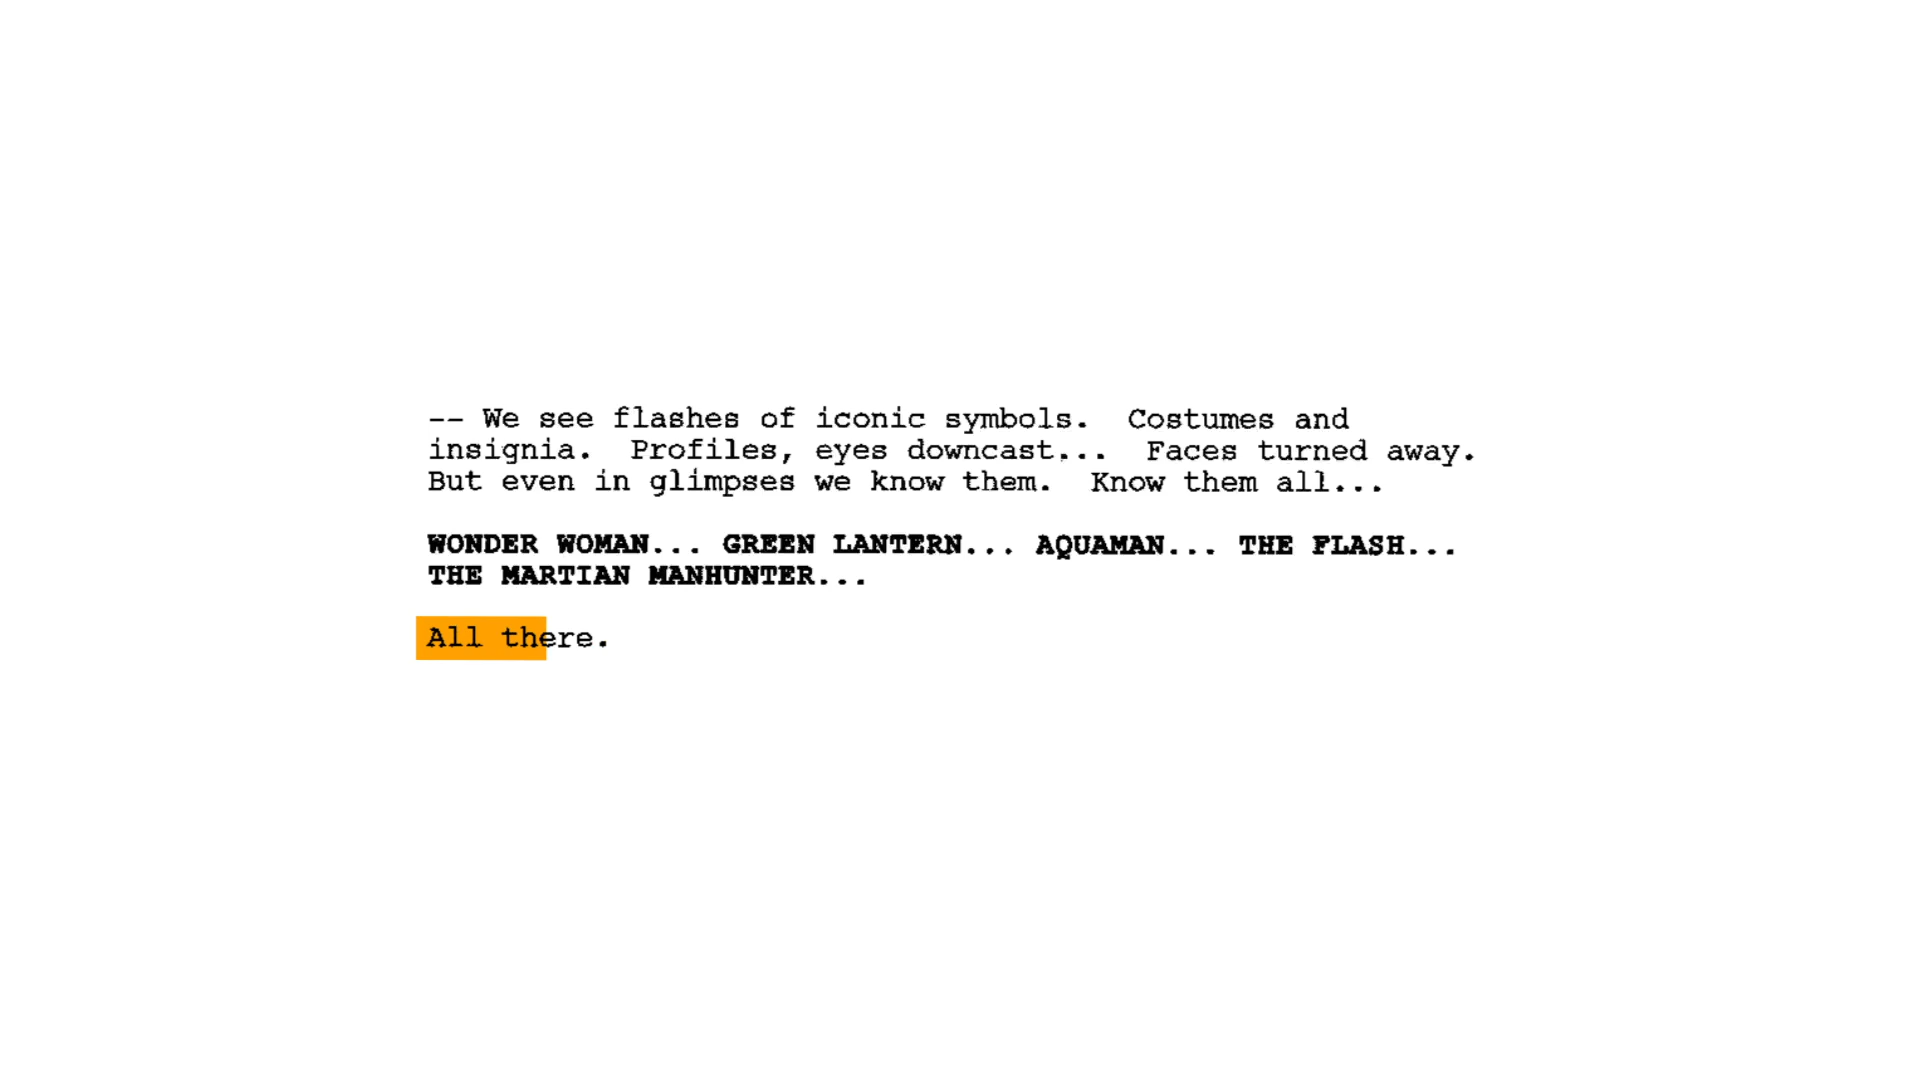 -- We see flashes of iconic symbols.  Costumes and
insignia.  Profiles, eyes downcast...  Faces turned away.
But even in glimpses we know them.  Know them all...
WONDER WOMAN... GREEN LANTERN... AQUAMAN... THE FLASH...
THE MARTIAN MANHUNTER...
All there.